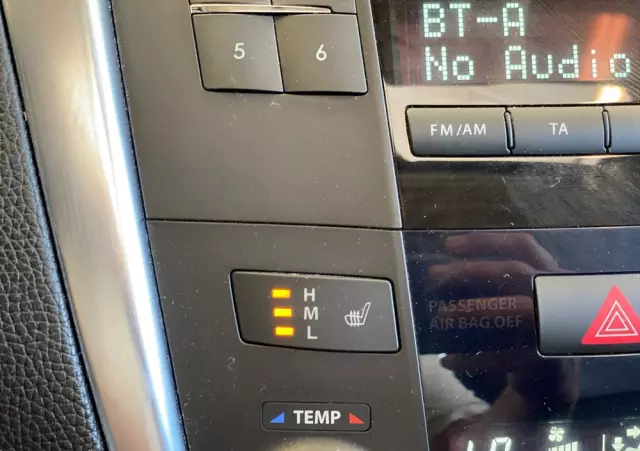 BT-A
No Audio
5
6
FM/AM
TA
H
M
L
PASSENGER
AIR BAG OFF
TEMP